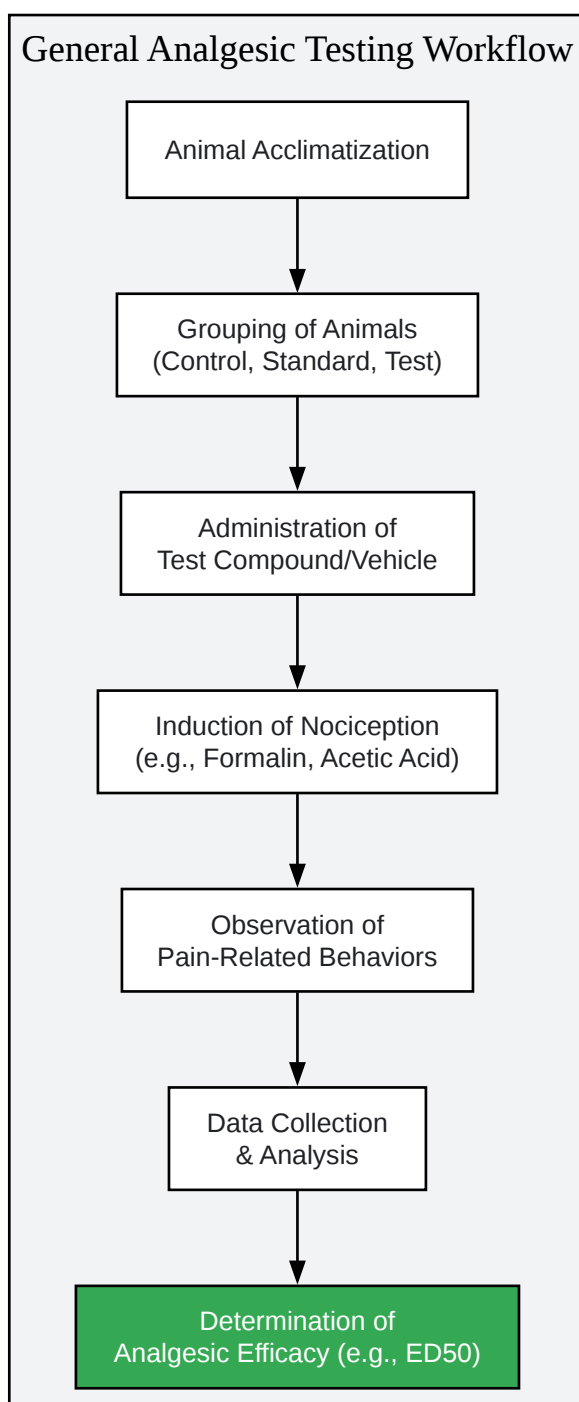 General Analgesic Testing Workflow
Animal Acclimatization
Grouping of Animals
(Control, Standard, Test)
Administration of
Test Compound/Vehicle
Induction of Nociception
(e.g., Formalin, Acetic Acid)
Observation of
Pain-Related Behaviors
Data Collection
& Analysis
Determination of
Analgesic Efficacy (e.g., ED50)